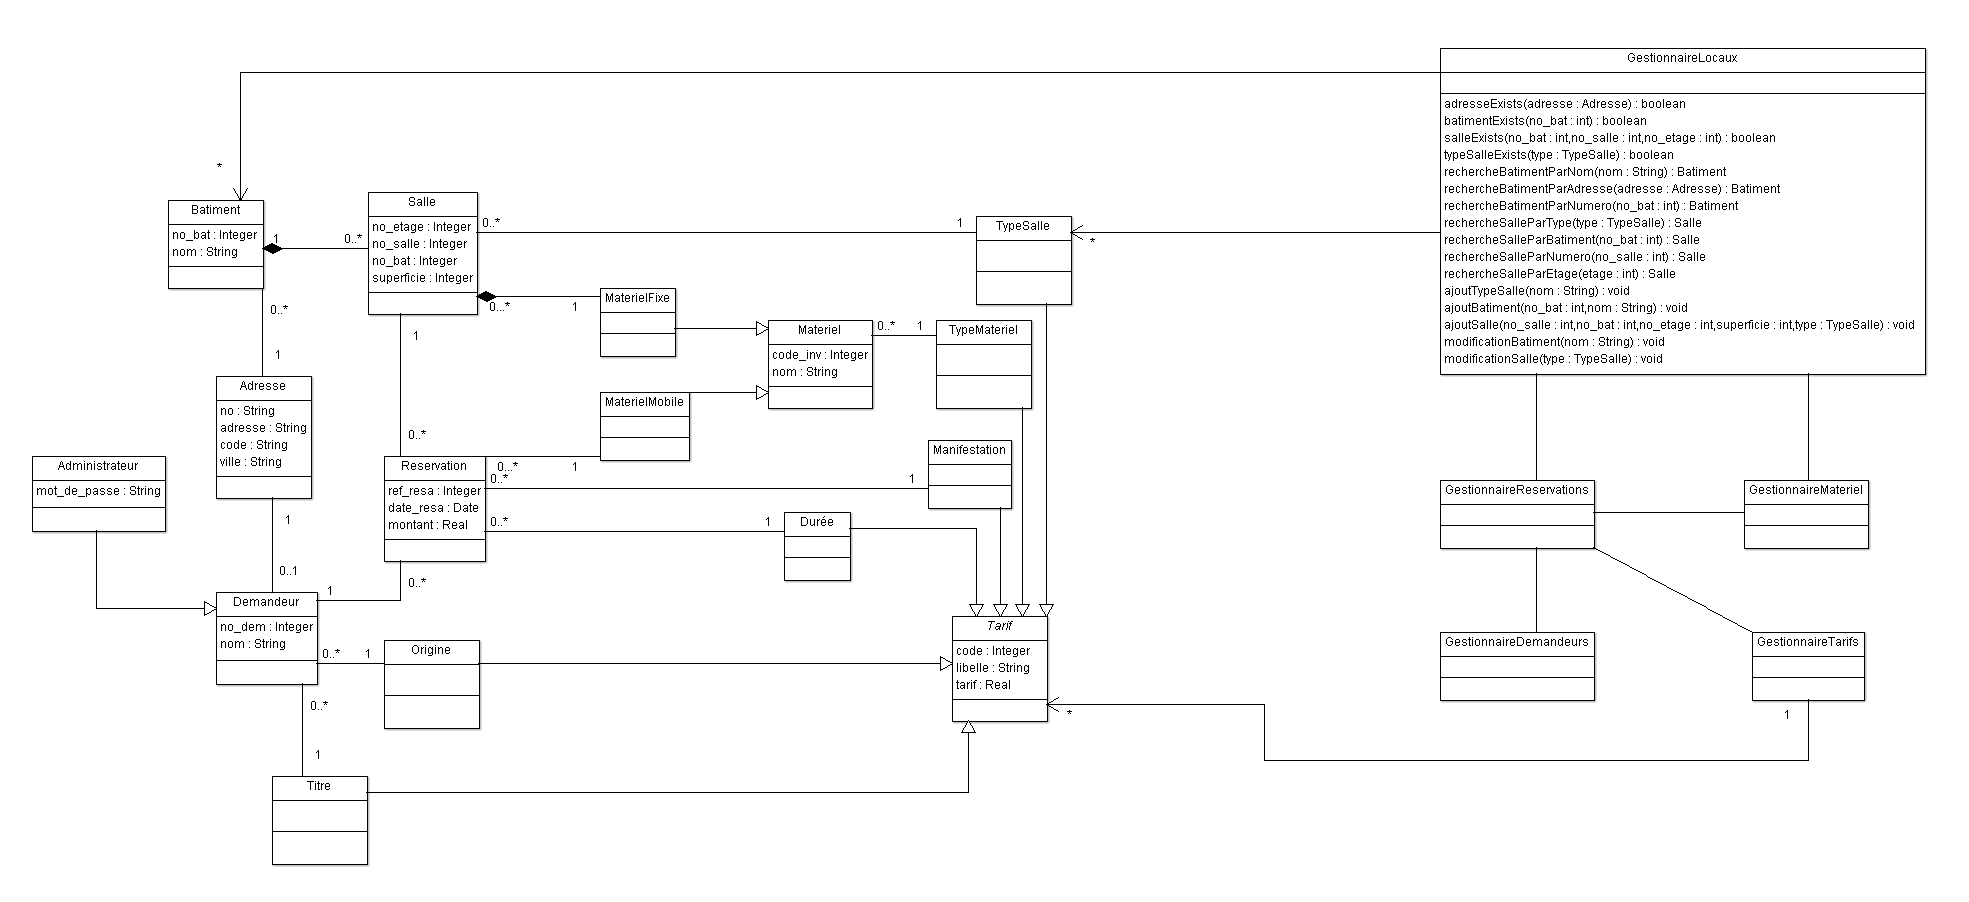 GestionnaireLocaux
adresseExists(adresse : Adresse) : boolean
batimentExists(no_bat : int) : boolean
salleExists(no_bat : int,no_salle : int,no_etage : int) : boolean
typeSalleExists(type : TypeSalle) : boolean
rechercheBatimentParNom(nom : String) : Batiment
rechercheBatimentParAdresse(adresse : Adresse) : Batiment
rechercheBatimentParNumero(no_bat : int) : Batiment
rechercheSalleParType(type : TypeSalle) : Salle
rechercheSalleParBatiment(no_bat : int) : Salle
rechercheSalleParNumero(no_salle : int) : Salle
rechercheSalleParEtage(etage : int) : Salle
ajoutTypeSalle(nom : String) : void
ajoutBatiment(no_bat : int,nom : String) : void
ajoutSalle(no_salle : int,no_bat : int,no_etage : int,superficie : int,type : TypeSalle) : void
modificationBatiment(nom : String) : void
modificationSalle(type : TypeSalle) : void
*
Batiment
no_bat : Integer
nom : String
1
0..*
Salle
no_etage : Integer
no_salle : Integer
no_bat : Integer
superficie : Integer
0..*
1
TypeSalle
*
0...*
1
MaterielFixe
Materiel
code_inv : Integer
nom : String
0..*
1
TypeMateriel
0..*
1
1
0..*
MaterielMobile
Adresse
no : String
adresse : String
code : String
ville : String
Administrateur
mot_de_passe : String
Reservation
ref_resa : Integer
date_resa : Date
montant : Real
0...*
1
0..*
1
Manifestation
0..*
1
Durée
GestionnaireReservations
GestionnaireMateriel
1
0..1
1
0..*
Demandeur
no_dem : Integer
nom : String
0..*
1
Origine
Tarif
code : Integer
libelle : String
tarif : Real
*
GestionnaireDemandeurs
GestionnaireTarifs
1
0..*
1
Titre